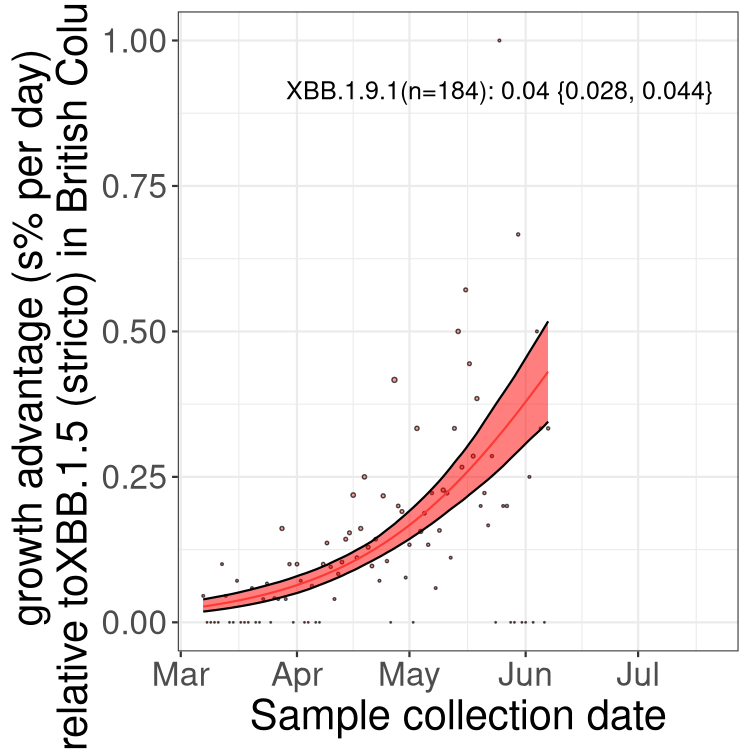 growth advantage (s% per day)
relative toXBB.1.5 (stricto) in British Colu
1.00
0.75
0.50
0.25
0.00
XBB.1.9.1(n=184): 0.04 {0.028, 0.044}
Mar Apr May Jun Jul
Sample collection date